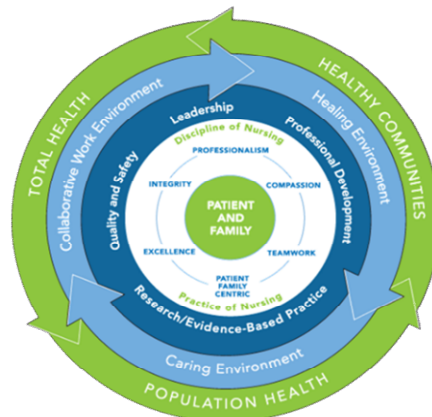 TOTAL HEALTH
HEALTHY COMMUNITIES
POPULATION HEALTH
Collaborative Work Environment
Healing Environment
Caring Environment
Leadership
Quality and Safety
Professional Development
Research/Evidence-Based Practice
Discipline of Nursing
PROFESSIONALISM
INTEGRITY
COMPASSION
PATIENT
AND
FAMILY
EXCELLENCE
TEAMWORK
PATIENT
FAMILY
CENTRIC
Practice of Nursing